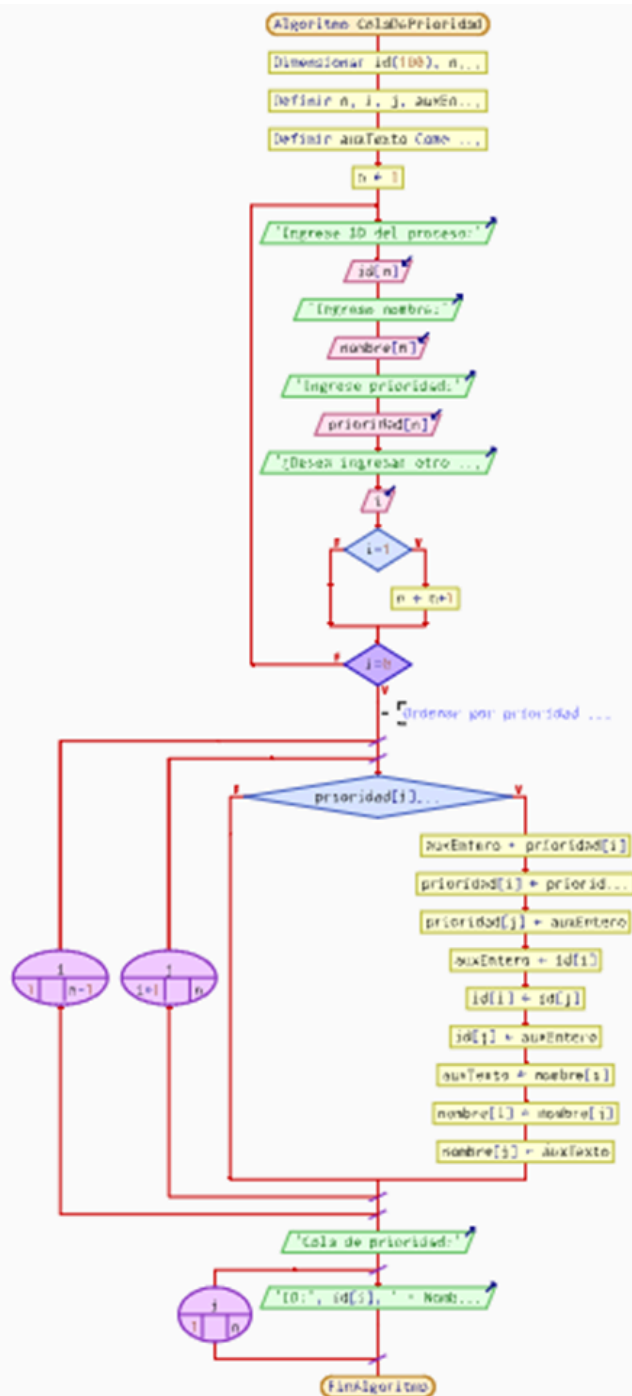 Algoritmo ColaDePrioridad
Dimensionar id(100), n...
Definir n, i, j, auxEn...
Definir auxTexto Como ...
n ← 1
'Ingrese ID del proceso:'
id[n]
'Ingrese nombre:'
nombre[n]
'Ingrese prioridad:'
prioridad[n]
'¿Desea ingresar otro ...
i
i=1
F
V
n ← n+1
i=0
F
V
Ordenar por prioridad ...
prioridad[j]...
F
V
auxEntero ← prioridad[i]
prioridad[i] ← priorid...
prioridad[j] ← auxEntero
auxEntero ← id[i]
id[i] ← id[j]
id[j] ← auxEntero
auxTexto ← nombre[i]
nombre[i] ← nombre[j]
nombre[j] ← auxTexto
i
1 n-1
j
i+1 n
'Cola de prioridad:'
'ID:', id[i], ' - Nomb...
i
1 n
FinAlgoritmo